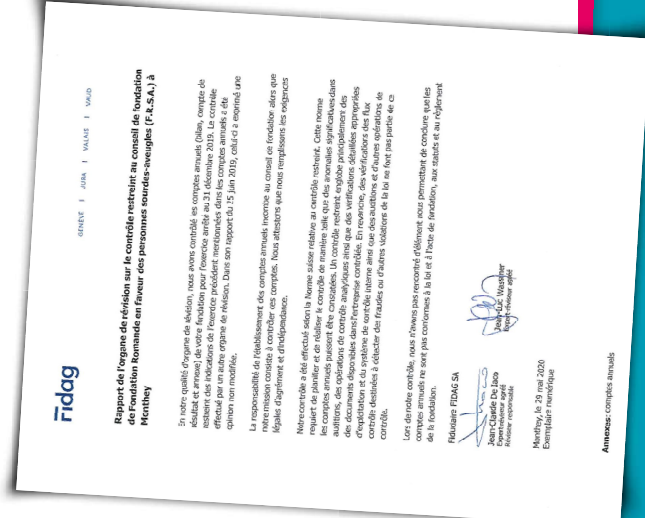 Fidag
GENÈVE | JURA | VALAIS | VAUD
Rapport de l'organe de révision sur le contrôle restreint au conseil de fondation
de Fondation Romande en faveur des personnes sourdes-aveugles (F.R.S.A.) à
Monthey
En notre qualité d'organe de révision, nous avons contrôlé les comptes annuels (bilan, compte de
résultat et annexe) de votre fondation pour l'exercice arrêté au 31 décembre 2019. Le contrôle
restreint des indications de l'exercice précédent mentionnées dans les comptes annuels a été
effectué par un autre organe de révision. Dans son rapport du 15 juin 2019, celui-ci a exprimé une
opinion non modifiée.
La responsabilité de l'établissement des comptes annuels incombe au conseil de fondation alors que
notre mission consiste à contrôler ces comptes. Nous attestons que nous remplissons les exigences
légales d'agrément et d'indépendance.
Notre contrôle a été effectué selon la Norme suisse relative au contrôle restreint. Cette norme
requiert de planifier et de réaliser le contrôle de manière telle que des anomalies significatives dans
les comptes annuels puissent être constatées. Un contrôle restreint englobe principalement des
auditions, des opérations de contrôle analytiques ainsi que des vérifications détaillées appropriées
des documents disponibles dans l'entreprise contrôlée. En revanche, des vérifications des flux
d'exploitation et du système de contrôle interne ainsi que des auditions et d'autres opérations de
contrôle destinées à détecter des fraudes ou d'autres violations de la loi ne font pas partie de ce
contrôle.
Lors de notre contrôle, nous n'avons pas rencontré d'élément nous permettant de conclure que les
comptes annuels ne sont pas conformes à la loi et à l'acte de fondation, aux statuts et au règlement
de la fondation.
Fiduciaire FIDAG SA
Jean-Claude De Iaco
Expert-réviseur agréé
Réviseur responsable
Jean-Luc Wassmer
Expert-réviseur agréé
Monthey, le 29 mai 2020
Exemplaire numérique
Annexes: comptes annuels